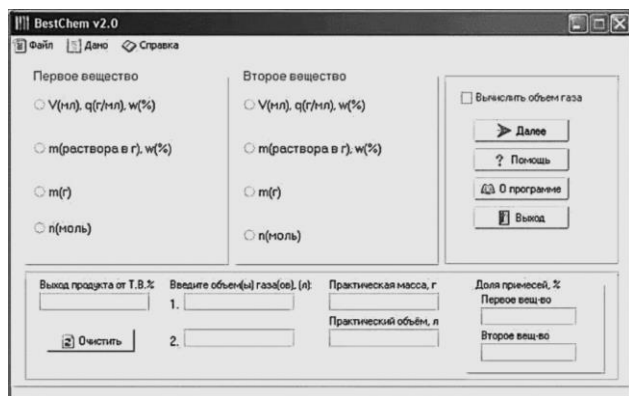 BestChem v2.0
Файл Дано Справка
Первое вещество
V(мл), q(г/мл), w(%)
m(раствора в г), w(%)
m(г)
n(моль)
Второе вещество
V(мл), q(г/мл), w(%)
m(раствора в г), w(%)
m(г)
n(моль)
Вычислить объем газа
Далее
? Помощь
О программе
Выход
Выход продукта от Т.В.%
Очистить
Введите объем(ы) газа(ов), (л):
1.
2.
Практическая масса, г
Практический объём, л
Доля примесей, %
Первое вещ-во
Второе вещ-во